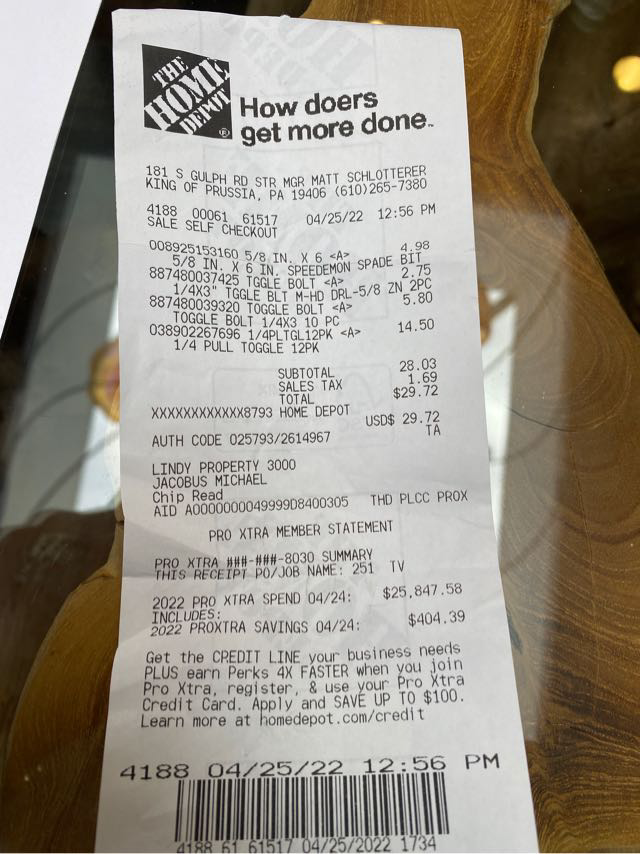 THE
HOME
DEPOT
®
How doers
get more done™
181 S GULPH RD STR MGR MATT SCHLOTTERER
KING OF PRUSSIA, PA 19406 (610)265-7380
4188 00061 61517 04/25/22 12:56 PM
SALE SELF CHECKOUT
008925153160 5/8 IN. X 6 <A> 4.98
5/8 IN. X 6 IN. SPEEDEMON SPADE BIT
887480037425 TGGLE BOLT <A> 2.75
1/4X3" TGGLE BLT M-HD DRL-5/8 ZN 2PC
887480039320 TOGGLE BOLT <A> 5.80
TOGGLE BOLT 1/4X3 10 PC
038902267696 1/4PLTGL12PK <A> 14.50
1/4 PULL TOGGLE 12PK
SUBTOTAL 28.03
SALES TAX 1.69
TOTAL $29.72
XXXXXXXXXXXX8793 HOME DEPOT
USD$ 29.72
AUTH CODE 025793/2614967 TA
LINDY PROPERTY 3000
JACOBUS MICHAEL
Chip Read
AID A0000000049999D8400305 THD PLCC PROX
PRO XTRA MEMBER STATEMENT
PRO XTRA ###-###-8030 SUMMARY
THIS RECEIPT PO/JOB NAME: 251 TV
2022 PRO XTRA SPEND 04/24: $25,847.58
INCLUDES:
2022 PROXTRA SAVINGS 04/24: $404.39
Get the CREDIT LINE your business needs
PLUS earn Perks 4X FASTER when you join
Pro Xtra, register, & use your Pro Xtra
Credit Card. Apply and SAVE UP TO $100.
Learn more at homedepot.com/credit
4188 04/25/22 12:56 PM
4188 61 61517 04/25/2022 1734